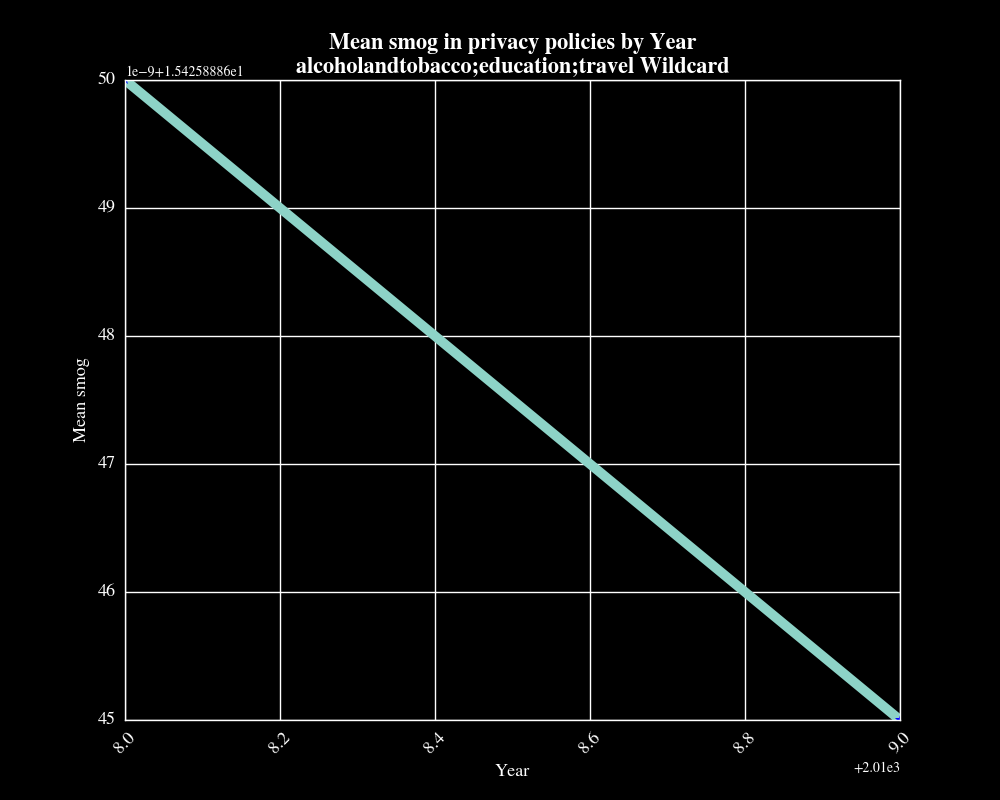 Mean smog in privacy policies by Year
alcoholandtobacco;education;travel Wildcard
1e−9+1.54258886e1
50
49
48
47
46
45
Mean smog
8.0
8.2
8.4
8.6
8.8
9.0
+2.01e3
Year